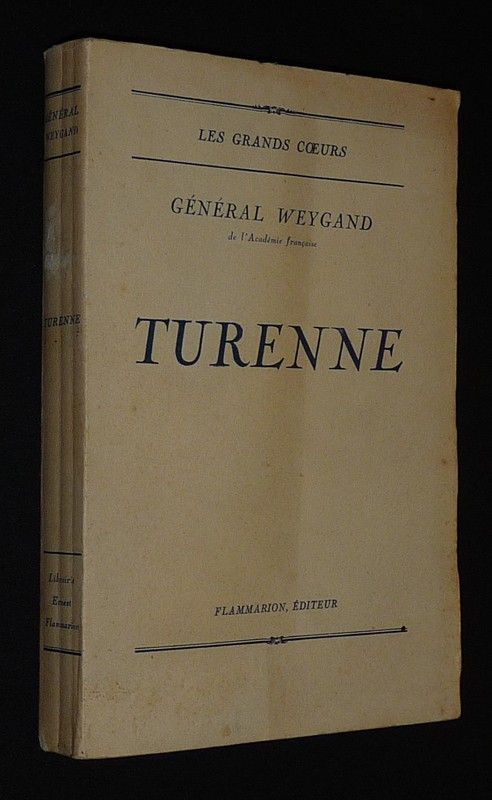 LES GRANDS CŒURS
GÉNÉRAL WEYGAND
de l'Académie française
TURENNE
FLAMMARION, ÉDITEUR
GÉNÉRAL
WEYGAND
TURENNE
Librairie
Ernest
Flammarion